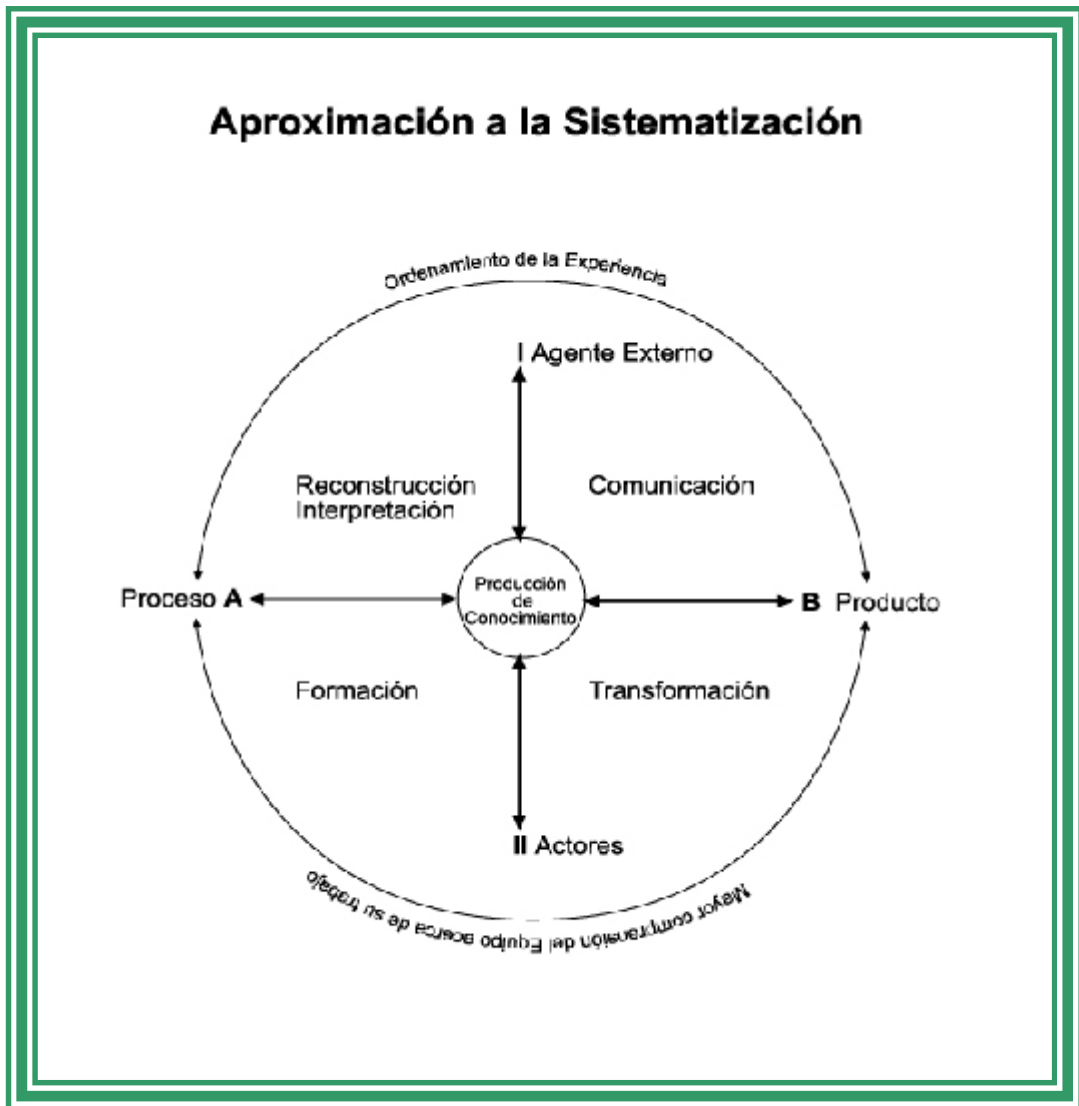 Aproximación a la Sistematización
Ordenamiento de la Experiencia
I Agente Externo
Reconstrucción
Interpretación
Comunicación
Proceso A
Producción
de
Conocimiento
B Producto
Formación
Transformación
II Actores
Mayor comprensión del Equipo acerca de su trabajo